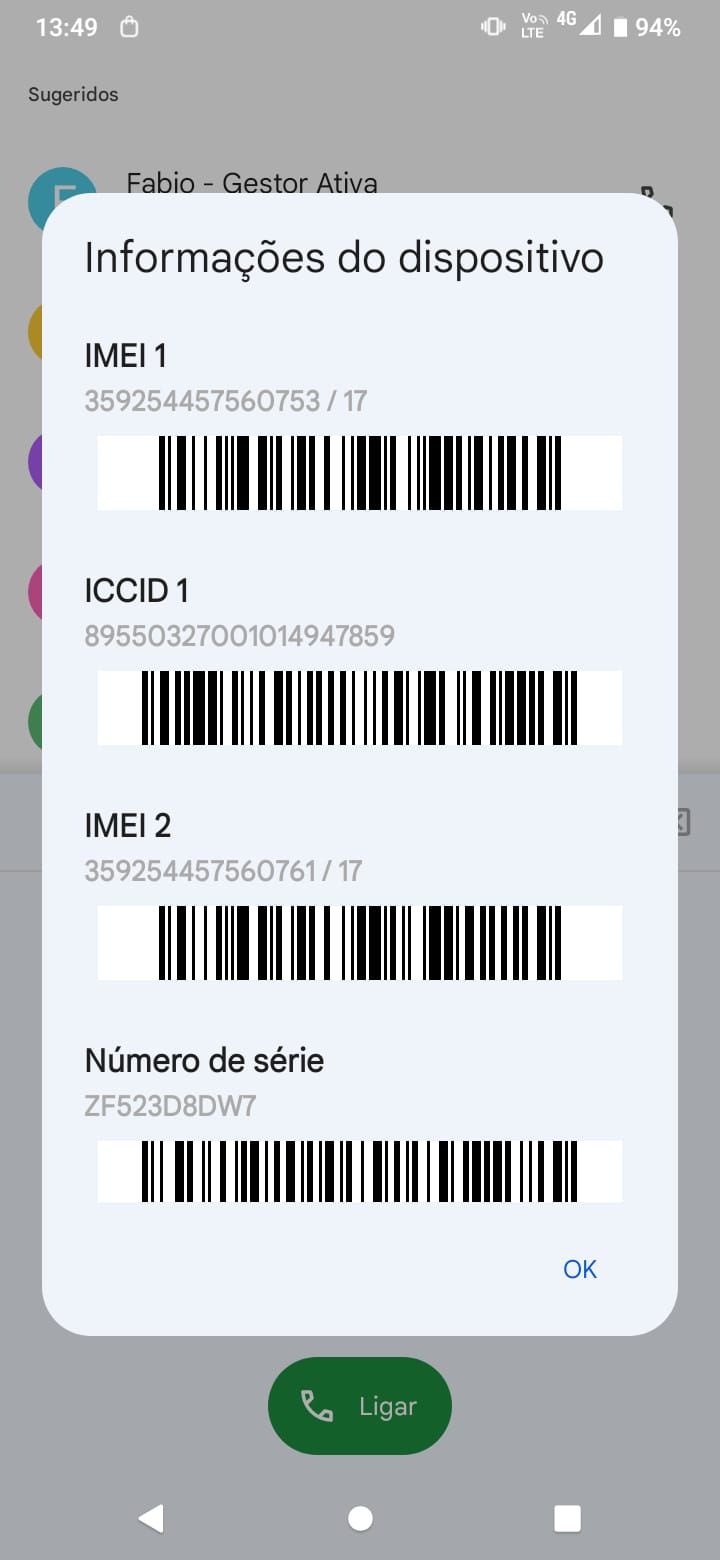 13:49
Vo LTE 4G 94%
Sugeridos
Fabio - Gestor Ativa
Informações do dispositivo
IMEI 1
359254457560753 / 17
ICCID 1
89550327001014947859
IMEI 2
359254457560761 / 17
Número de série
ZF523D8DW7
OK
Ligar